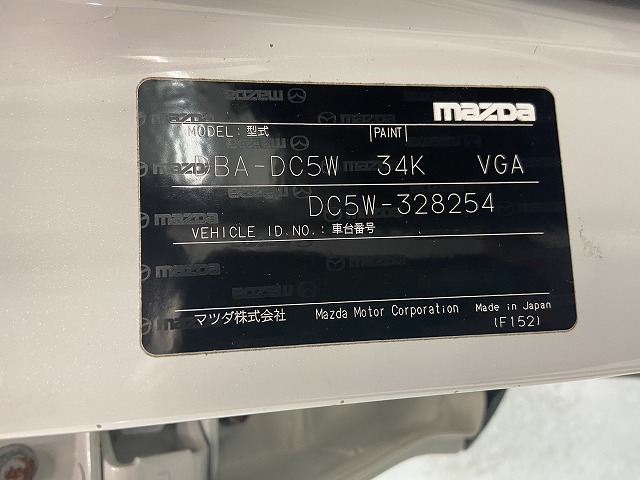 mazda
MODEL: 型式 PAINT
DBA-DC5W 34K VGA
DC5W-328254
VEHICLE ID.NO.: 車台番号
マツダ株式会社 Mazda Motor Corporation Made in Japan
(F152)